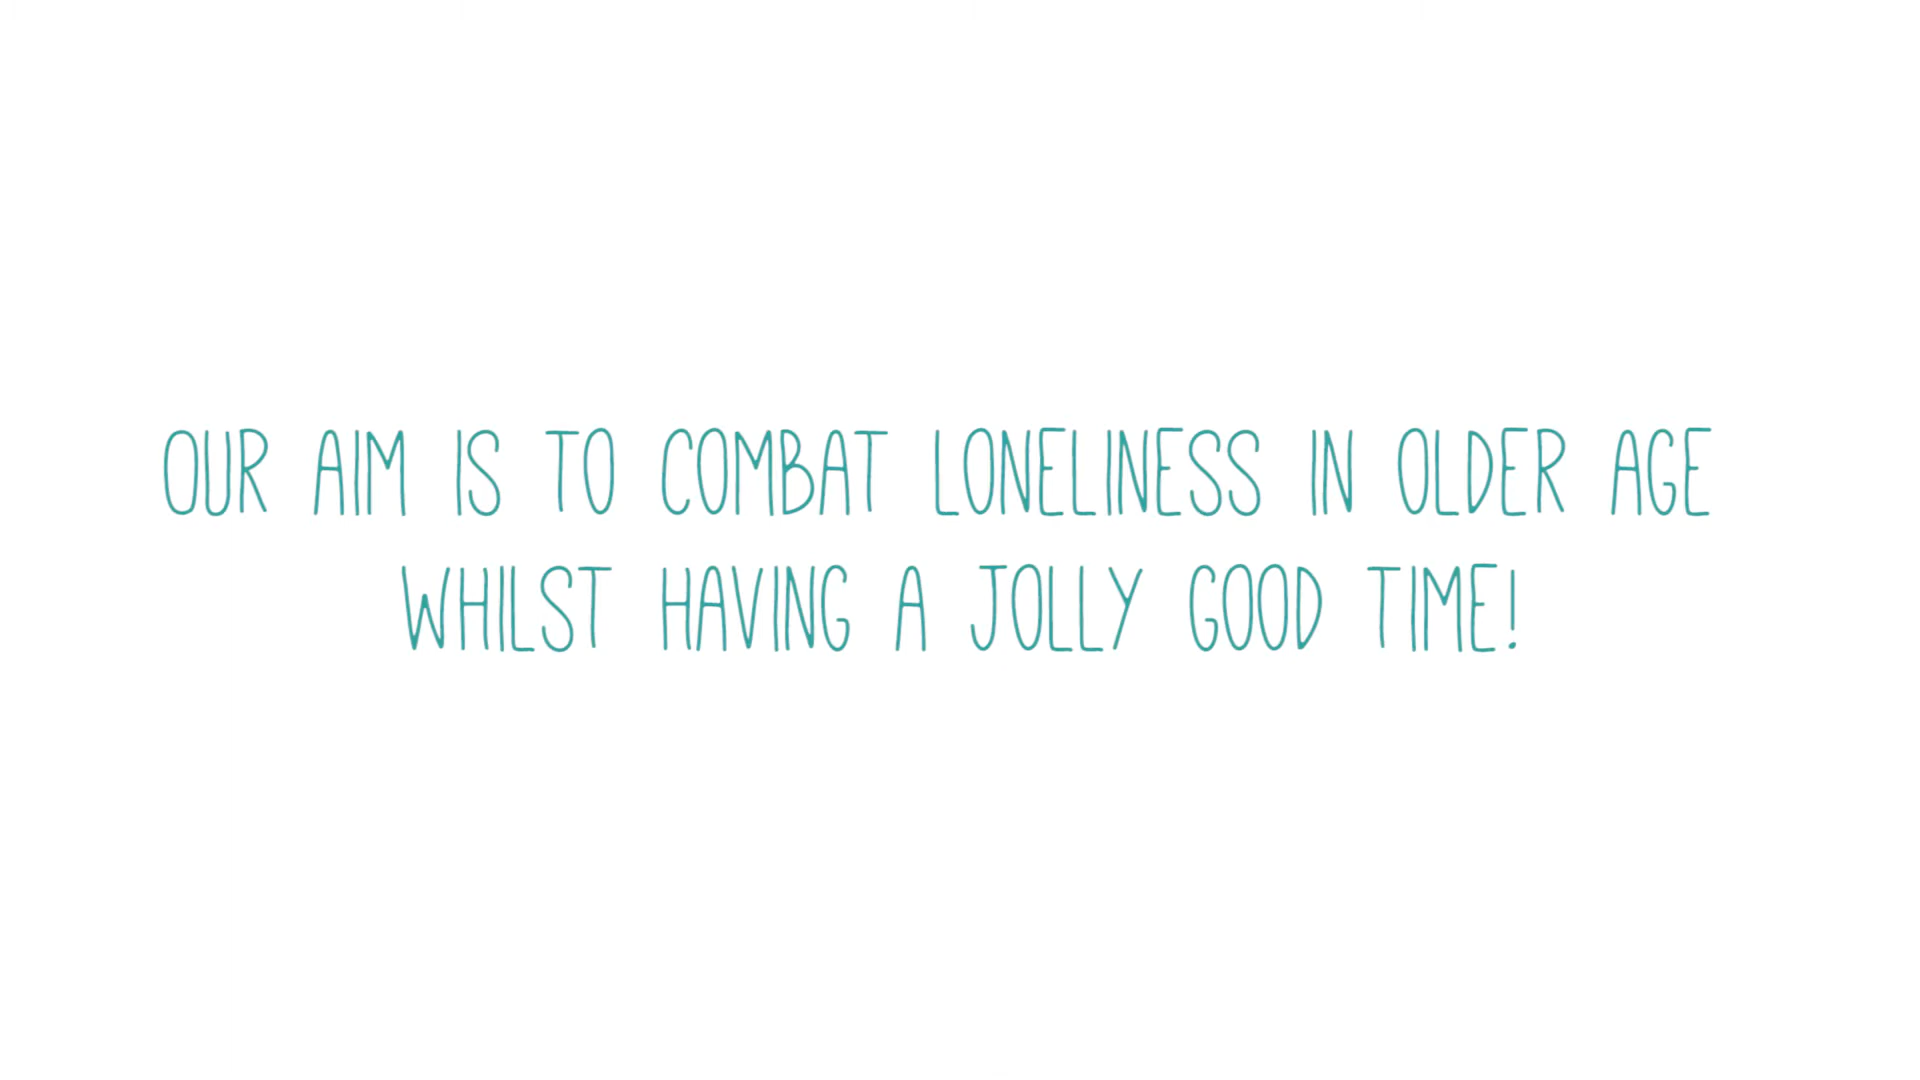 OUR AIM IS TO COMBAT LONELINESS IN OLDER AGE
WHILST HAVING A JOLLY GOOD TIME!